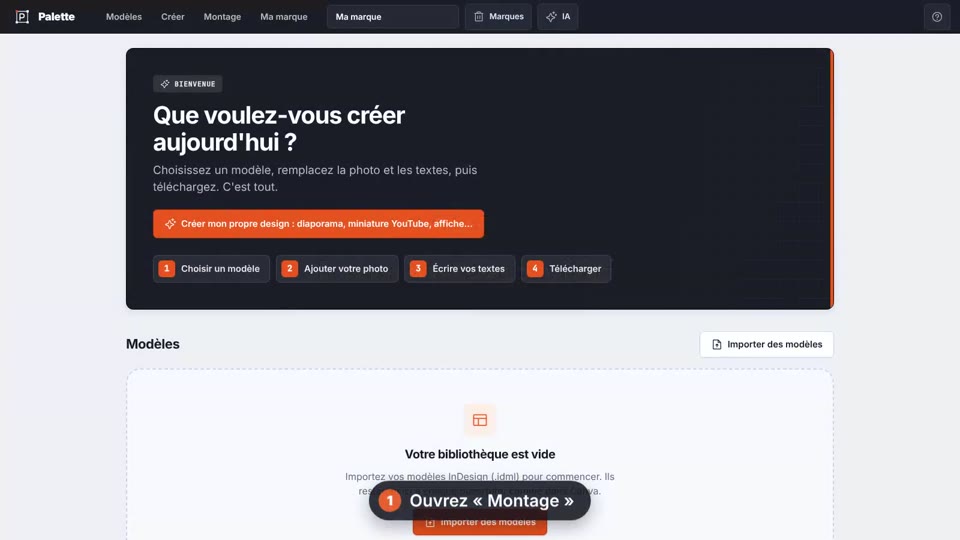 Palette
Modèles
Créer
Montage
Ma marque
Ma marque
Marques
IA
BIENVENUE
Que voulez-vous créer
aujourd'hui ?
Choisissez un modèle, remplacez la photo et les textes, puis
téléchargez. C'est tout.
Créer mon propre design : diaporama, miniature YouTube, affiche...
1 Choisir un modèle
2 Ajouter votre photo
3 Écrire vos textes
4 Télécharger
Modèles
Importer des modèles
Votre bibliothèque est vide
Importez vos modèles InDesign (.idml) pour commencer. Ils
1 Ouvrez « Montage »
Importer des modèles